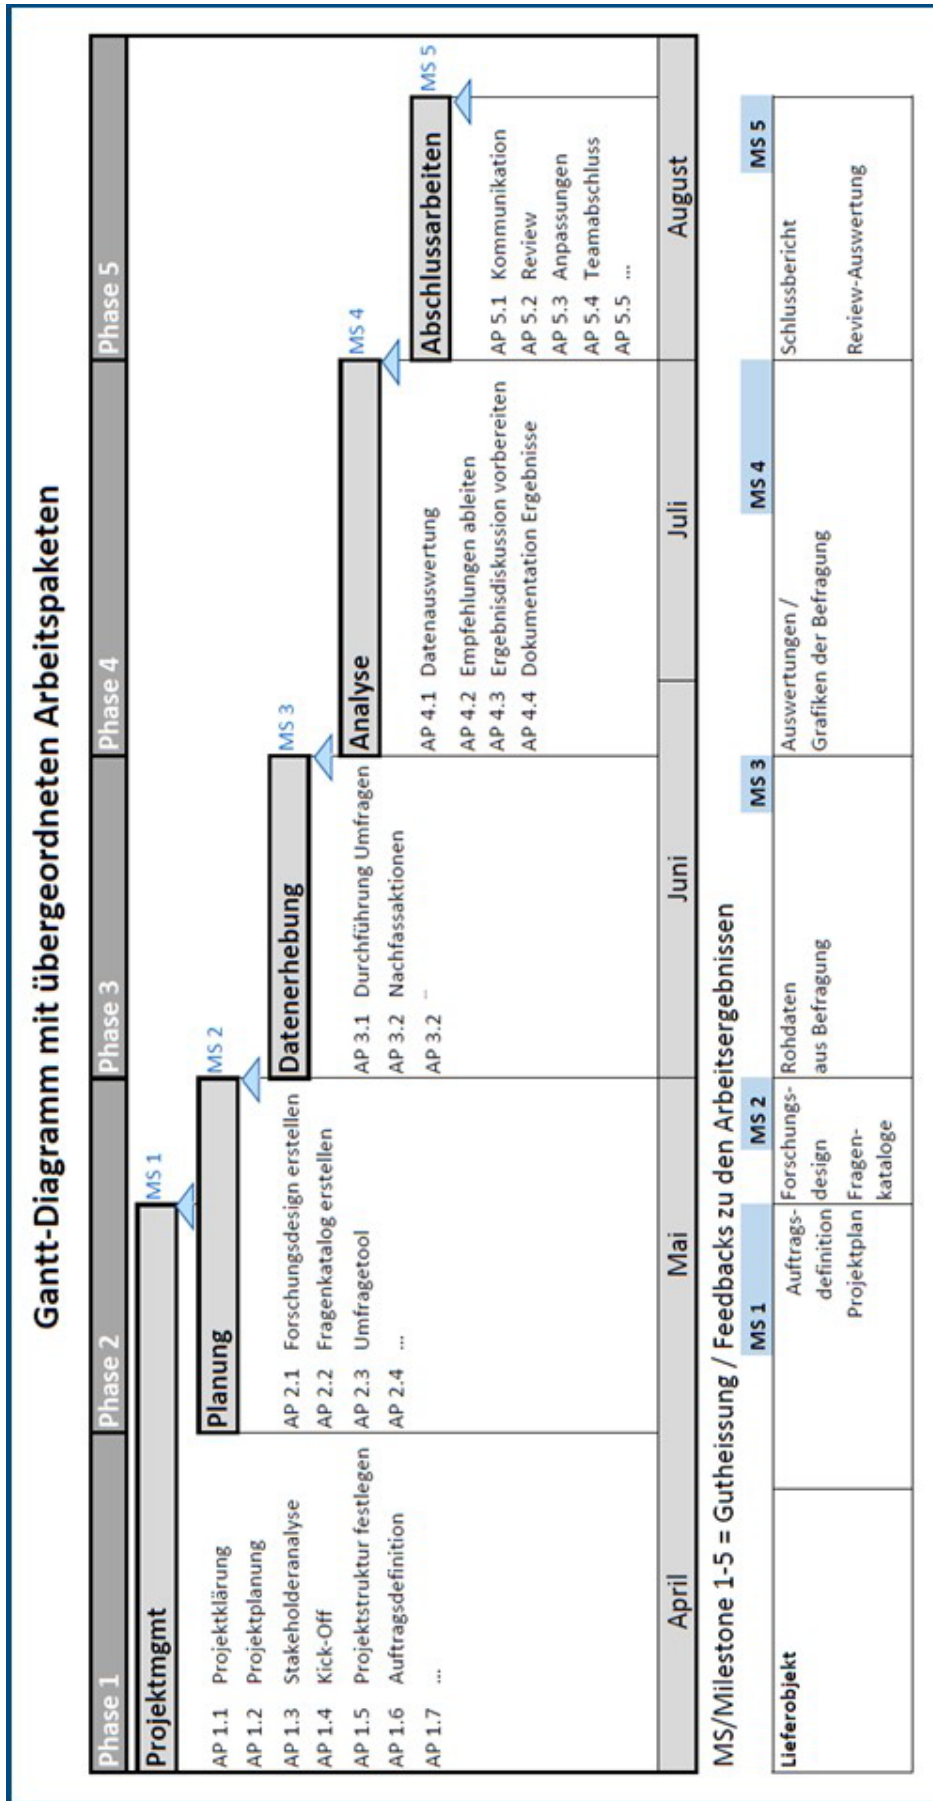 Gantt-Diagramm mit übergeordneten Arbeitspaketen
Phase 1
Phase 2
Phase 3
Phase 4
Phase 5
Projektmgmt
MS 1
AP 1.1 Projektklärung
AP 1.2 Projektplanung
AP 1.3 Stakeholderanalyse
AP 1.4 Kick-Off
AP 1.5 Projektstruktur festlegen
AP 1.6 Auftragsdefinition
AP 1.7 ...
Planung
MS 2
AP 2.1 Forschungsdesign erstellen
AP 2.2 Fragenkatalog erstellen
AP 2.3 Umfragetool
AP 2.4 ...
Datenerhebung
MS 3
AP 3.1 Durchführung Umfragen
AP 3.2 Nachfassaktionen
AP 3.2 ..
Analyse
MS 4
AP 4.1 Datenauswertung
AP 4.2 Empfehlungen ableiten
AP 4.3 Ergebnisdiskussion vorbereiten
AP 4.4 Dokumentation Ergebnisse
Abschlussarbeiten
MS 5
AP 5.1 Kommunikation
AP 5.2 Review
AP 5.3 Anpassungen
AP 5.4 Teamabschluss
AP 5.5 ...
April
Mai
Juni
Juli
August
MS/Milestone 1-5 = Gutheissung / Feedbacks zu den Arbeitsergebnissen
MS 1
MS 2
MS 3
MS 4
MS 5
Lieferobjekt
Auftrags-
definition
Projektplan
Forschungs-
design
Fragen-
kataloge
Rohdaten
aus Befragung
Auswertungen /
Grafiken der Befragung
Schlussbericht
Review-Auswertung